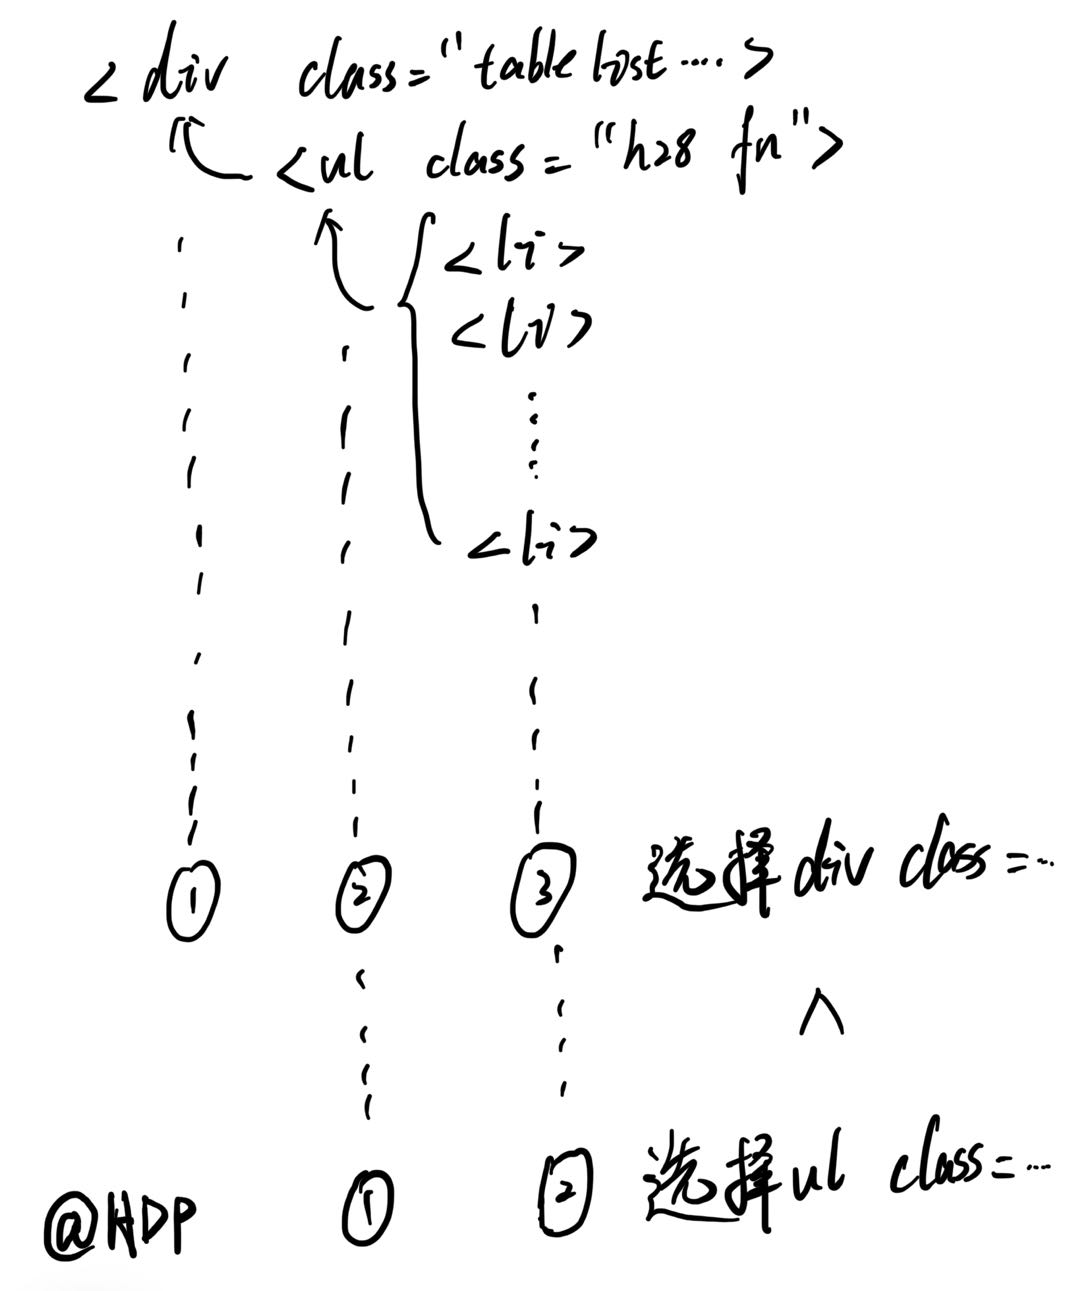 <div class="table list ....>
<ul class="h28 fn">
<li>
<li>
<li>
1 2 3 选择div class=...
1 2 选择ul class=...
@HDP